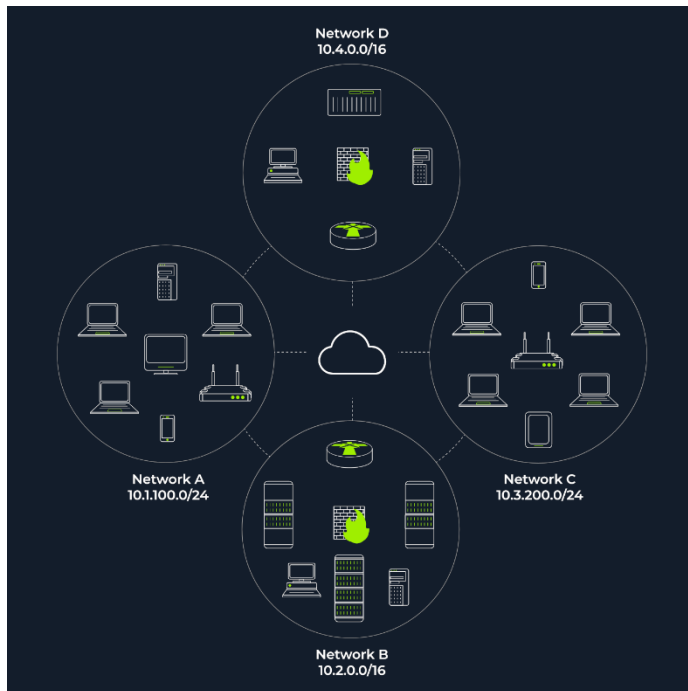 Network D
10.4.0.0/16
Network A
10.1.100.0/24
Network C
10.3.200.0/24
Network B
10.2.0.0/16